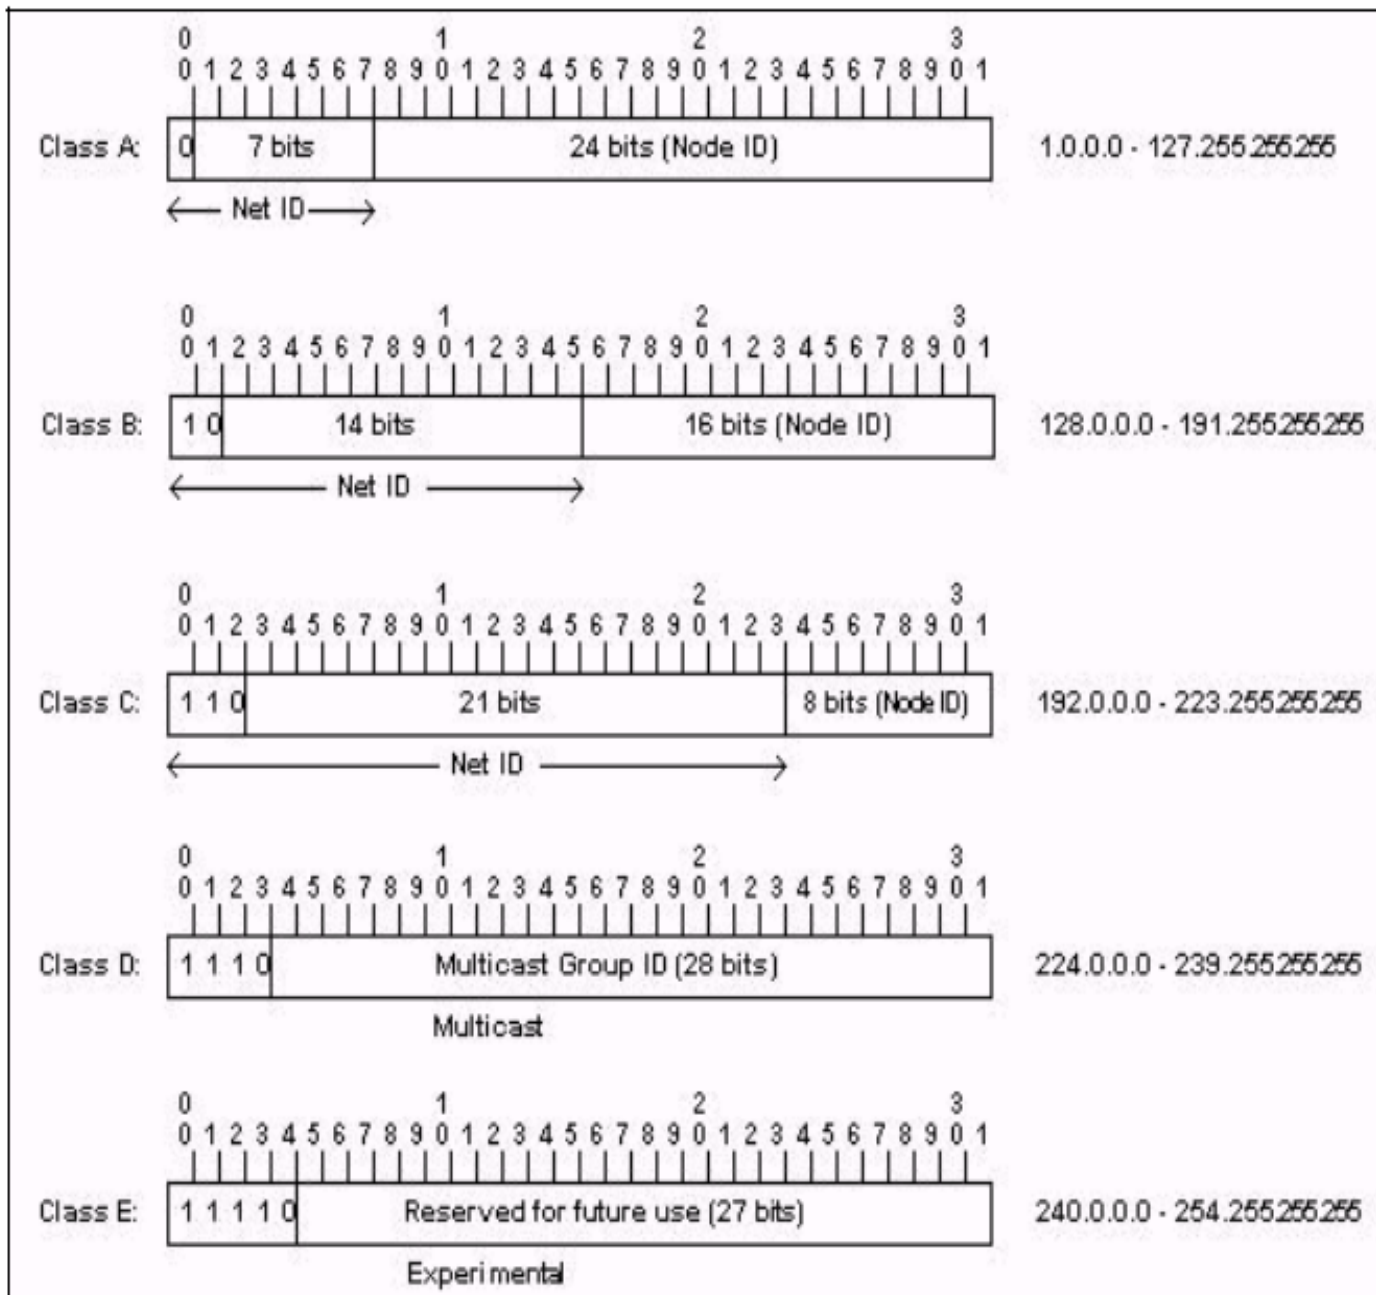 0 1 2 3
0 1 2 3 4 5 6 7 8 9 0 1 2 3 4 5 6 7 8 9 0 1 2 3 4 5 6 7 8 9 0 1
Class A: 0 7 bits 24 bits (Node ID) 1.0.0.0 - 127.255.255.255
Net ID
0 1 2 3
0 1 2 3 4 5 6 7 8 9 0 1 2 3 4 5 6 7 8 9 0 1 2 3 4 5 6 7 8 9 0 1
Class B: 1 0 14 bits 16 bits (Node ID) 128.0.0.0 - 191.255.255.255
Net ID
0 1 2 3
0 1 2 3 4 5 6 7 8 9 0 1 2 3 4 5 6 7 8 9 0 1 2 3 4 5 6 7 8 9 0 1
Class C: 1 1 0 21 bits 8 bits (Node ID) 192.0.0.0 - 223.255.255.255
Net ID
0 1 2 3
0 1 2 3 4 5 6 7 8 9 0 1 2 3 4 5 6 7 8 9 0 1 2 3 4 5 6 7 8 9 0 1
Class D: 1 1 1 0 Multicast Group ID (28 bits) 224.0.0.0 - 239.255.255.255
Multicast
0 1 2 3
0 1 2 3 4 5 6 7 8 9 0 1 2 3 4 5 6 7 8 9 0 1 2 3 4 5 6 7 8 9 0 1
Class E: 1 1 1 1 0 Reserved for future use (27 bits) 240.0.0.0 - 254.255.255.255
Experimental